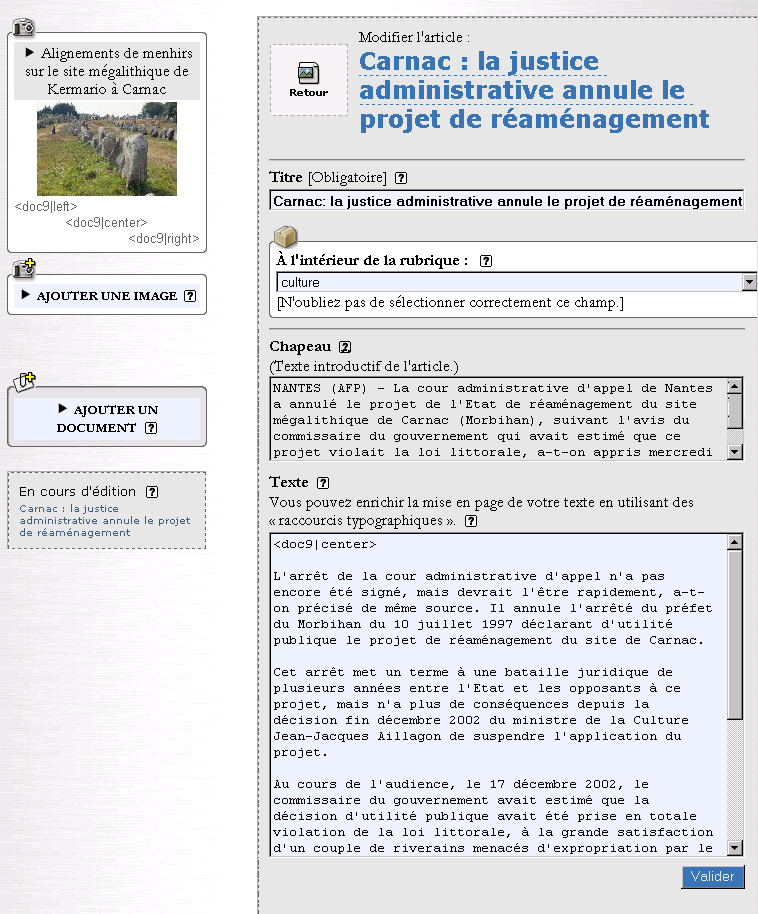 ► Alignements de menhirs
sur le site mégalithique de
Kermario à Carnac
<doc9|left>
<doc9|center>
<doc9|right>
► AJOUTER UNE IMAGE ?
► AJOUTER UN
DOCUMENT ?
En cours d'édition ?
Carnac : la justice
administrative annule le projet
de réaménagement
Retour
Modifier l'article :
Carnac : la justice
administrative annule le
projet de réaménagement
Titre [Obligatoire] ?
Carnac: la justice administrative annule le projet de réaménagement
À l'intérieur de la rubrique : ?
culture
[N'oubliez pas de sélectionner correctement ce champ.]
Chapeau ?
(Texte introductif de l'article.)
NANTES (AFP) - La cour administrative d'appel de Nantes
a annulé le projet de l'Etat de réaménagement du site
mégalithique de Carnac (Morbihan), suivant l'avis du
commissaire du gouvernement qui avait estimé que ce
projet violait la loi littorale, a-t-on appris mercredi
Texte ?
Vous pouvez enrichir la mise en page de votre texte en utilisant des
« raccourcis typographiques ». ?
<doc9|center>
L'arrêt de la cour administrative d'appel n'a pas
encore été signé, mais devrait l'être rapidement, a-t-
on précisé de même source. Il annule l'arrêté du préfet
du Morbihan du 10 juillet 1997 déclarant d'utilité
publique le projet de réaménagement du site de Carnac.
Cet arrêt met un terme à une bataille juridique de
plusieurs années entre l'Etat et les opposants à ce
projet, mais n'a plus de conséquences depuis la
décision fin décembre 2002 du ministre de la Culture
Jean-Jacques Aillagon de suspendre l'application du
projet.
Au cours de l'audience, le 17 décembre 2002, le
commissaire du gouvernement avait estimé que la
décision d'utilité publique avait été prise en totale
violation de la loi littorale, à la grande satisfaction
d'un couple de riverains menacés d'expropriation par le
Valider